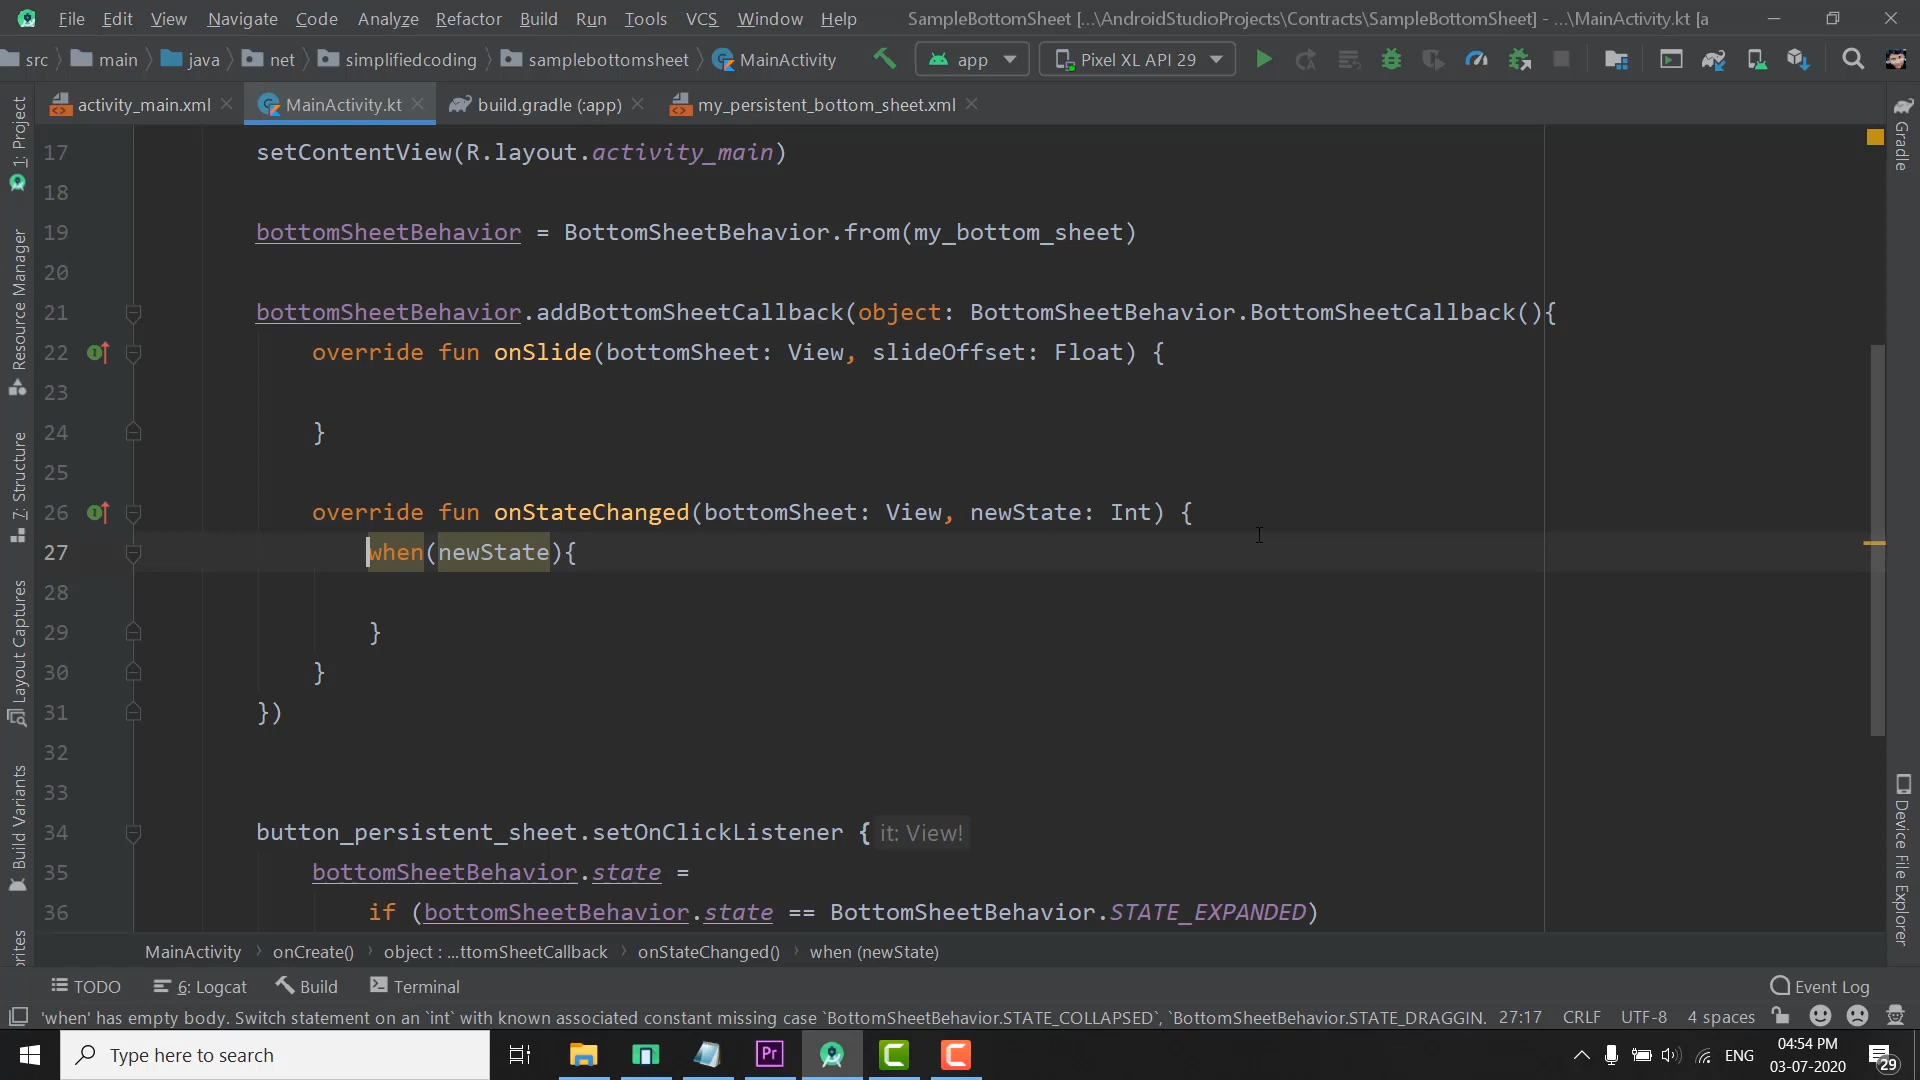 File Edit View Navigate Code Analyze Refactor Build Run Tools VCS Window Help SampleBottomSheet [...\AndroidStudioProjects\Contracts\SampleBottomSheet] - ...\MainActivity.kt [a
src main java net simplifiedcoding samplebottomsheet MainActivity app Pixel XL API 29
activity_main.xml MainActivity.kt build.gradle (:app) my_persistent_bottom_sheet.xml
1: Project
Resource Manager
7: Structure
Layout Captures
Build Variants
orites
Gradle
Device File Explorer
17 setContentView(R.layout.activity_main)
18
19 bottomSheetBehavior = BottomSheetBehavior.from(my_bottom_sheet)
20
21 bottomSheetBehavior.addBottomSheetCallback(object: BottomSheetBehavior.BottomSheetCallback(){
22 override fun onSlide(bottomSheet: View, slideOffset: Float) {
23
24 }
25
26 override fun onStateChanged(bottomSheet: View, newState: Int) {
27 when(newState){
28
29 }
30 }
31 })
32
33
34 button_persistent_sheet.setOnClickListener { it: View!
35 bottomSheetBehavior.state =
36 if (bottomSheetBehavior.state == BottomSheetBehavior.STATE_EXPANDED)
MainActivity onCreate() object : ...ttomSheetCallback onStateChanged() when (newState)
TODO 6: Logcat Build Terminal Event Log
'when' has empty body. Switch statement on an `int` with known associated constant missing case `BottomSheetBehavior.STATE_COLLAPSED`, `BottomSheetBehavior.STATE_DRAGGIN. 27:17 CRLF UTF-8 4 spaces
Type here to search Pr ENG 04:54 PM
03-07-2020 29